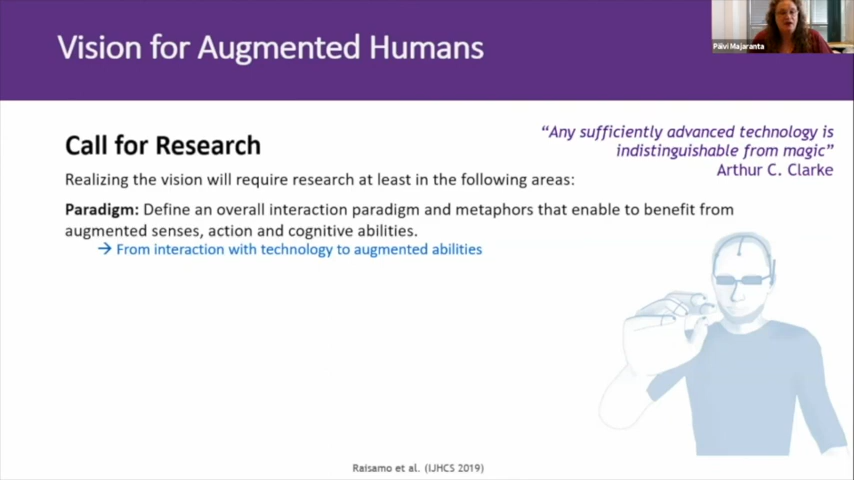 Vision for Augmented Humans
Päivi Majaranta
Call for Research
“Any sufficiently advanced technology is
indistinguishable from magic”
Arthur C. Clarke
Realizing the vision will require research at least in the following areas:
Paradigm: Define an overall interaction paradigm and metaphors that enable to benefit from
augmented senses, action and cognitive abilities.
→ From interaction with technology to augmented abilities
Raisamo et al. (IJHCS 2019)